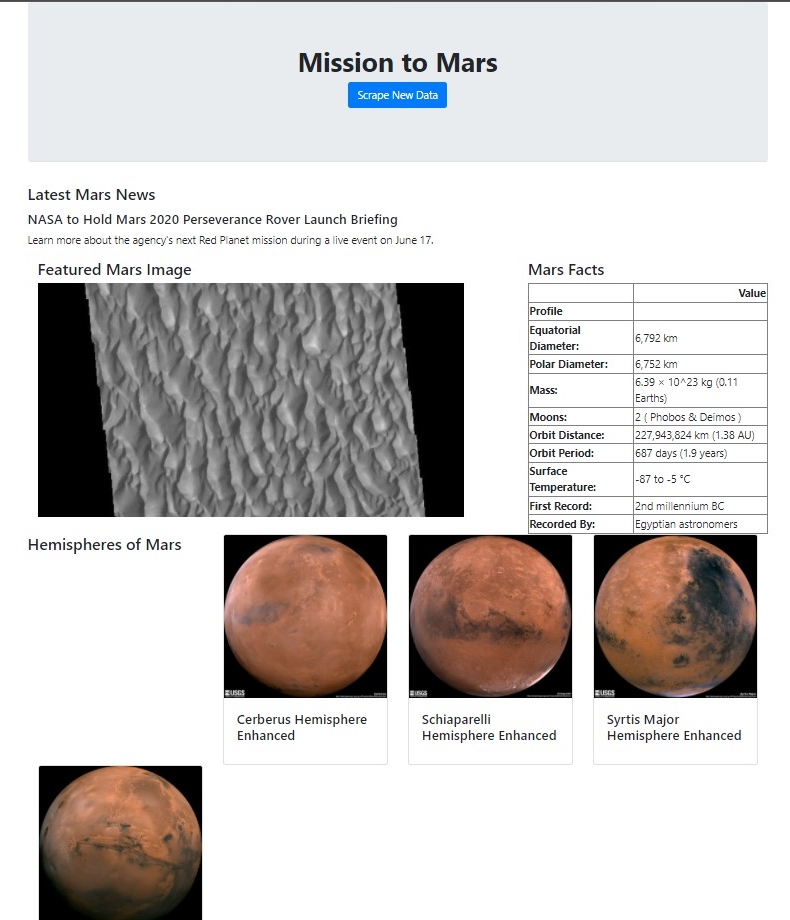 Mission to Mars
Scrape New Data
Latest Mars News
NASA to Hold Mars 2020 Perseverance Rover Launch Briefing
Learn more about the agency's next Red Planet mission during a live event on June 17.
Featured Mars Image
Mars Facts
Value
Profile
Equatorial
Diameter:
6,792 km
Polar Diameter:
6,752 km
Mass:
6.39 × 10^23 kg (0.11
Earths)
Moons:
2 ( Phobos & Deimos )
Orbit Distance:
227,943,824 km (1.38 AU)
Orbit Period:
687 days (1.9 years)
Surface
Temperature:
-87 to -5 °C
First Record:
2nd millennium BC
Recorded By:
Egyptian astronomers
Hemispheres of Mars
USGS
USGS
USGS
Cerberus Hemisphere
Enhanced
Schiaparelli
Hemisphere Enhanced
Syrtis Major
Hemisphere Enhanced